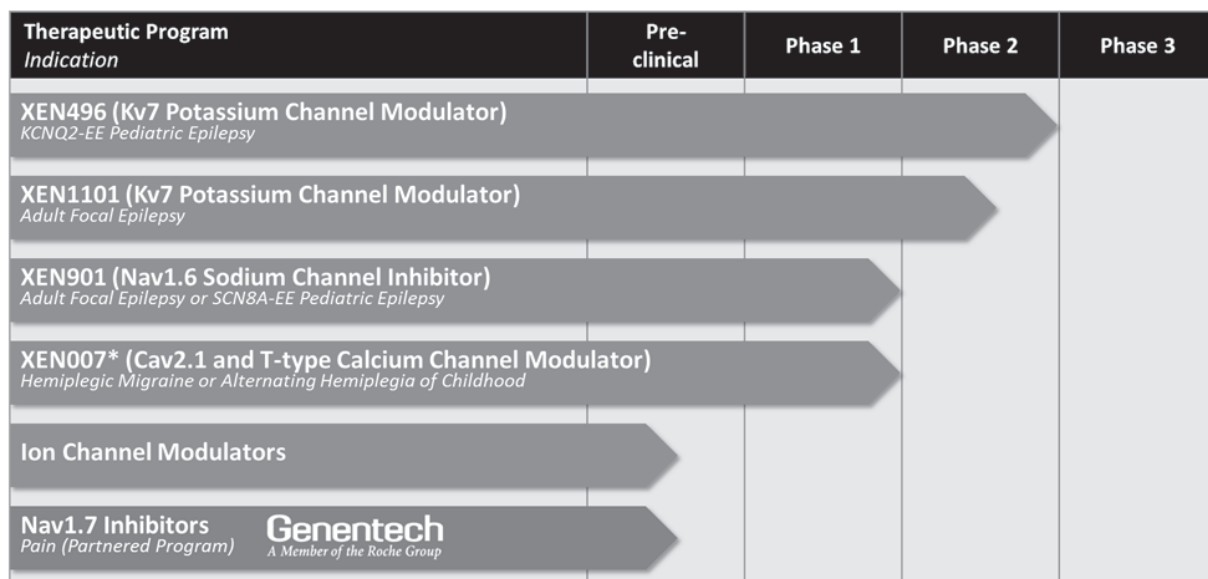 Therapeutic Program
Indication
Pre-
clinical
Phase 1
Phase 2
Phase 3
XEN496 (Kv7 Potassium Channel Modulator)
KCNQ2-EE Pediatric Epilepsy
XEN1101 (Kv7 Potassium Channel Modulator)
Adult Focal Epilepsy
XEN901 (Nav1.6 Sodium Channel Inhibitor)
Adult Focal Epilepsy or SCN8A-EE Pediatric Epilepsy
XEN007* (Cav2.1 and T-type Calcium Channel Modulator)
Hemiplegic Migraine or Alternating Hemiplegia of Childhood
Ion Channel Modulators
Nav1.7 Inhibitors
Pain (Partnered Program)
Genentech
A Member of the Roche Group